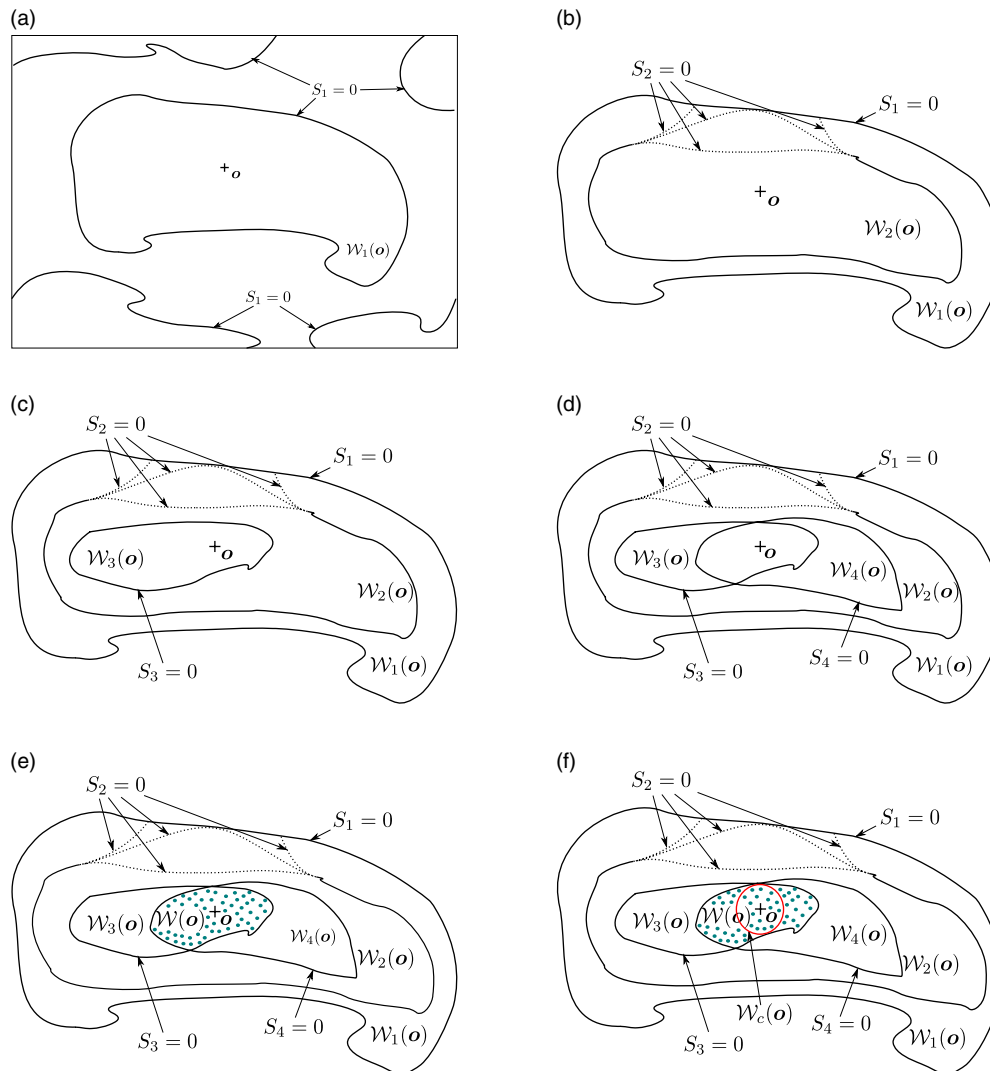 (a)
S₁ = 0
+o
𝒲₁(o)
S₁ = 0
(b)
S₂ = 0
S₁ = 0
+o
𝒲₂(o)
𝒲₁(o)
(c)
S₂ = 0
S₁ = 0
𝒲₃(o)
+o
𝒲₂(o)
𝒲₁(o)
S₃ = 0
(d)
S₂ = 0
S₁ = 0
𝒲₃(o)
+o
𝒲₄(o)
𝒲₂(o)
S₃ = 0
S₄ = 0
𝒲₁(o)
(e)
S₂ = 0
S₁ = 0
𝒲₃(o)
𝒲(o)
+o
𝒲₄(o)
𝒲₂(o)
S₃ = 0
S₄ = 0
𝒲₁(o)
(f)
S₂ = 0
S₁ = 0
𝒲₃(o)
𝒲(o)
+o
𝒲₄(o)
𝒲₂(o)
𝒲c(o)
S₃ = 0
S₄ = 0
𝒲₁(o)